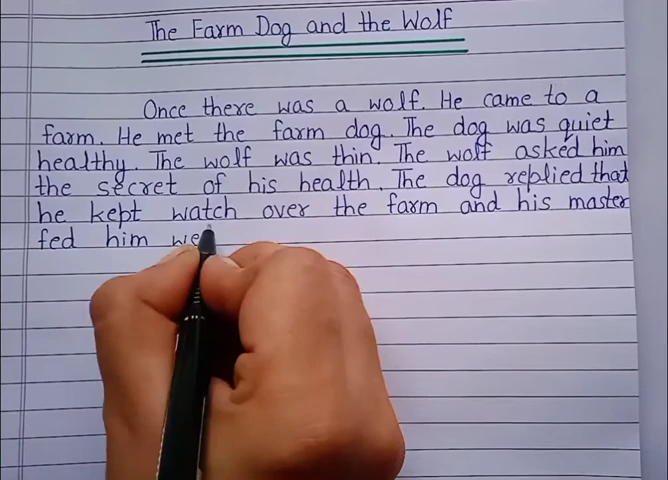 The Farm Dog and the Wolf
Once there was a wolf. He came to a
farm. He met the farm dog. The dog was quiet
healthy. The wolf was thin. The wolf asked him
the secret of his health. The dog replied that
he kept watch over the farm and his master
fed him we